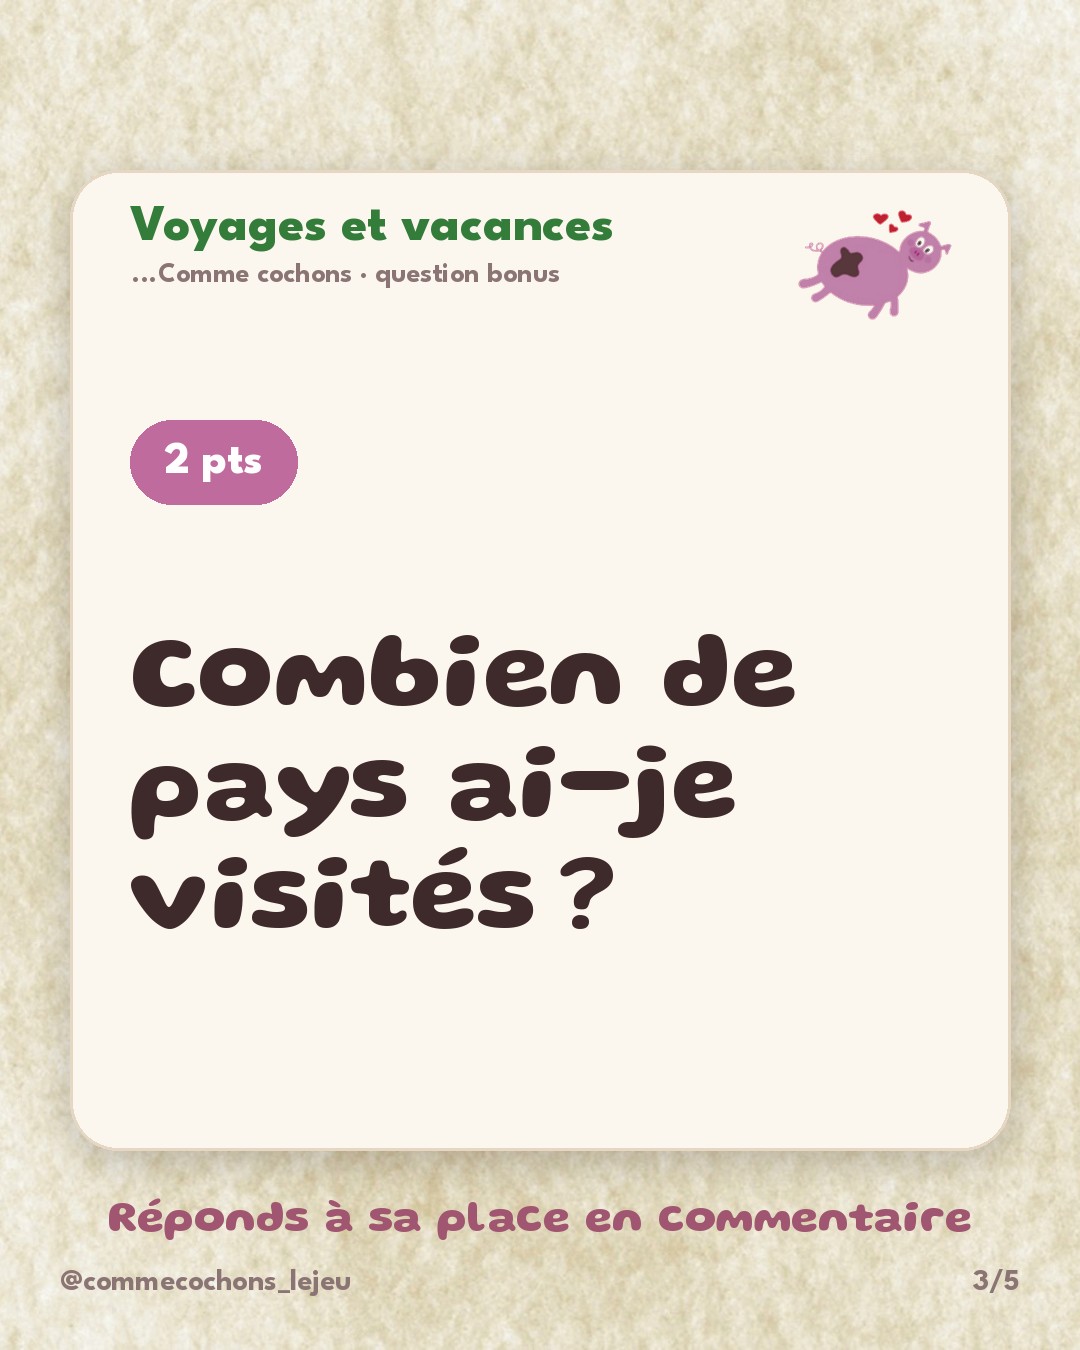 Voyages et vacances
...Comme cochons · question bonus
2 pts
Combien de
pays ai-je
visités ?
Réponds à sa place en commentaire
@commecochons_lejeu
3/5